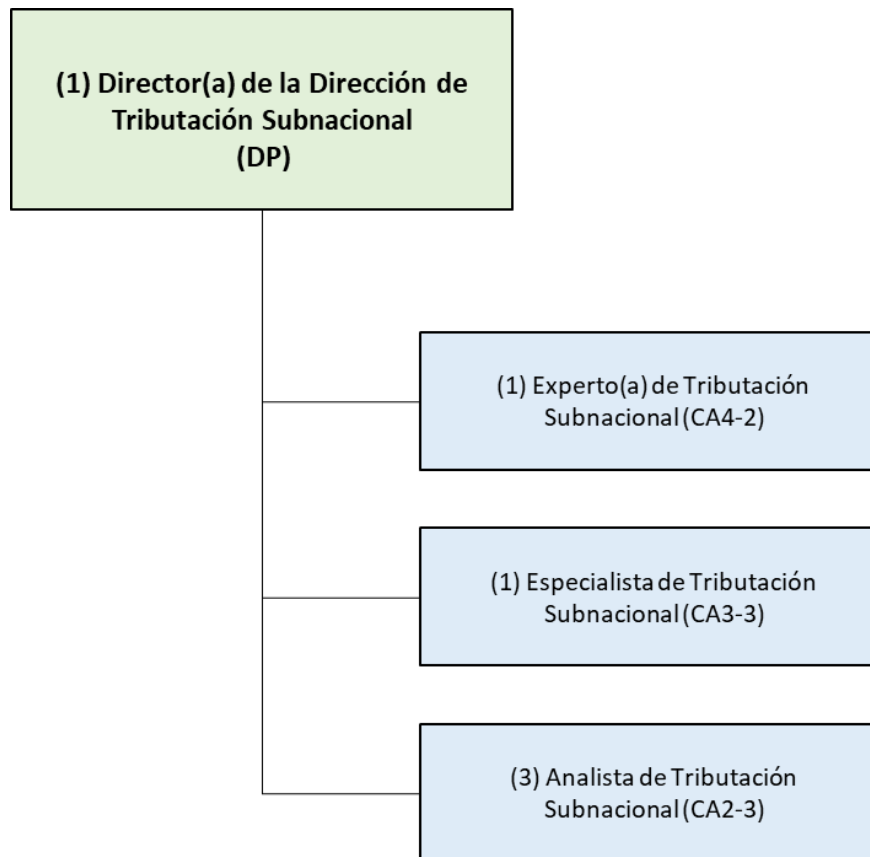 (1) Director(a) de la Dirección de
Tributación Subnacional
(DP)
(1) Experto(a) de Tributación
Subnacional (CA4-2)
(1) Especialista de Tributación
Subnacional (CA3-3)
(3) Analista de Tributación
Subnacional (CA2-3)